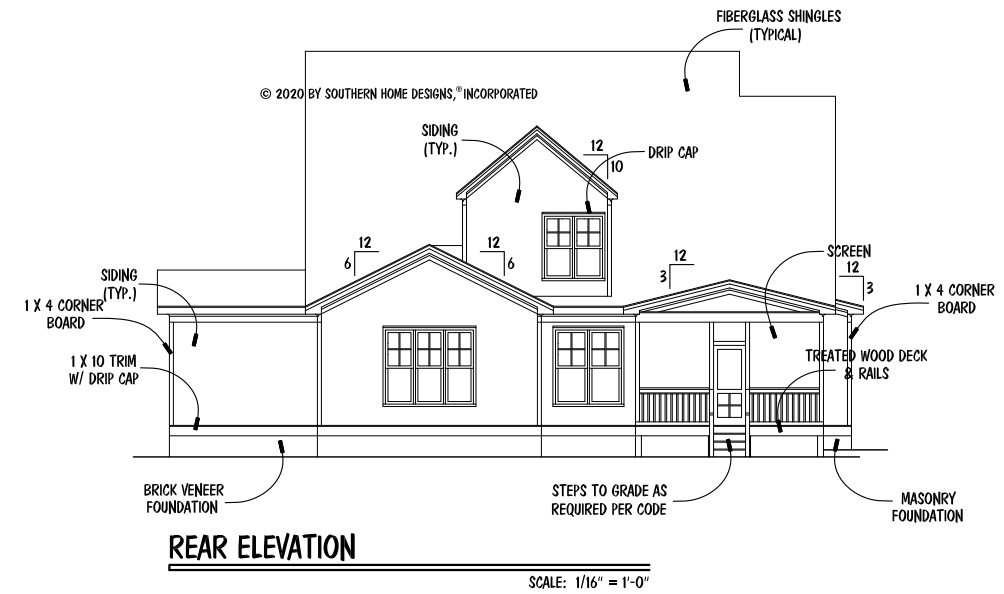 FIBERGLASS SHINGLES
(TYPICAL)
© 2020 BY SOUTHERN HOME DESIGNS,® INCORPORATED
SIDING
(TYP.)
12
10
DRIP CAP
12
6
12
6
12
3
SCREEN
12
3
SIDING
(TYP.)
1 X 4 CORNER
BOARD
1 X 4 CORNER
BOARD
1 X 10 TRIM
W/ DRIP CAP
TREATED WOOD DECK
& RAILS
BRICK VENEER
FOUNDATION
STEPS TO GRADE AS
REQUIRED PER CODE
MASONRY
FOUNDATION
REAR ELEVATION
SCALE: 1/16" = 1'-0"